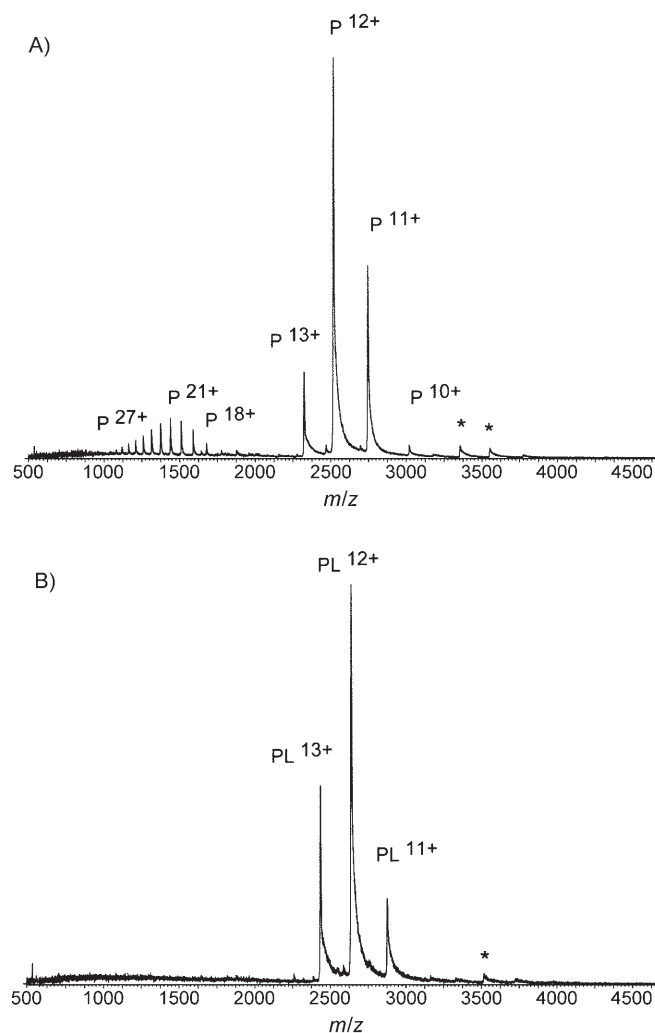 A)
P 12+
P 11+
P 13+
P 27+
P 21+
P 18+
P 10+
* *
500 1000 1500 2000 2500 3000 3500 4000 4500
m/z
B)
PL 12+
PL 13+
PL 11+
*
500 1000 1500 2000 2500 3000 3500 4000 4500
m/z